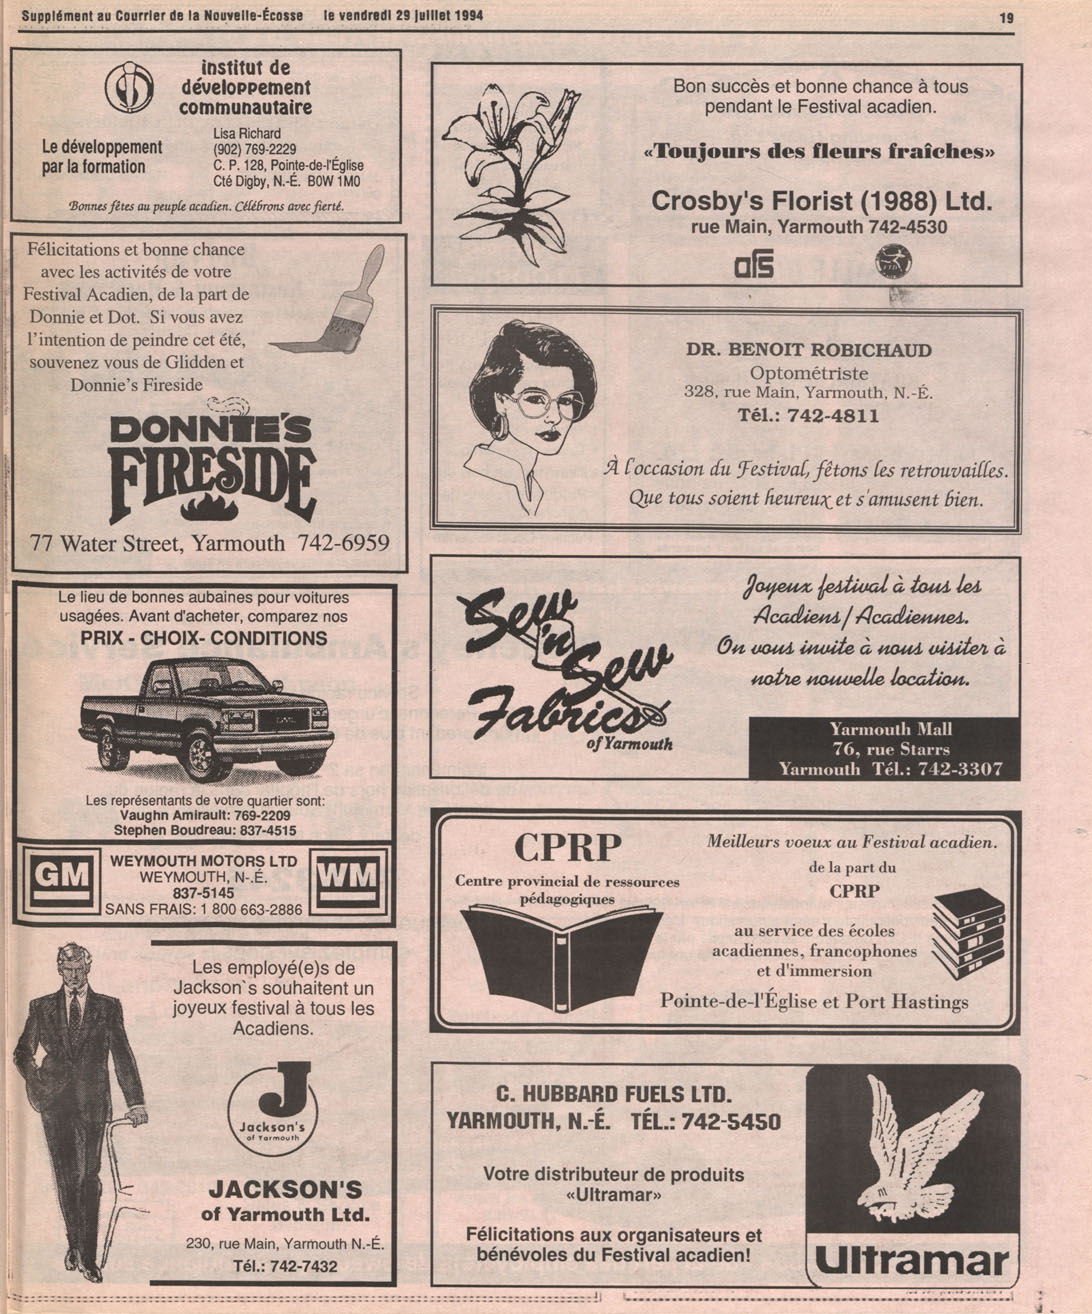 Supplément au Courrier de la Nouvelle-Écosse le vendredi 29 juillet 1994 19
institut de
développement
communautaire
Le développement
par la formation
Lisa Richard
(902) 769-2229
C. P. 128, Pointe-de-l'Église
Cté Digby, N.-É. B0W 1M0
Bonnes fêtes au peuple acadien. Célébrons avec fierté.
Félicitations et bonne chance
avec les activités de votre
Festival Acadien, de la part de
Donnie et Dot. Si vous avez
l'intention de peindre cet été,
souvenez vous de Glidden et
Donnie's Fireside
DONNIE'S
FIRESIDE
77 Water Street, Yarmouth 742-6959
Le lieu de bonnes aubaines pour voitures
usagées. Avant d'acheter, comparez nos
PRIX - CHOIX- CONDITIONS
GMC
Les représentants de votre quartier sont:
Vaughn Amirault: 769-2209
Stephen Boudreau: 837-4515
GM
WEYMOUTH MOTORS LTD
WEYMOUTH, N-.É.
837-5145
SANS FRAIS: 1 800 663-2886
WM
Les employé(e)s de
Jackson`s souhaitent un
joyeux festival à tous les
Acadiens.
J
Jackson's
of Yarmouth
JACKSON'S
of Yarmouth Ltd.
230, rue Main, Yarmouth N.-É.
Tél.: 742-7432
Bon succès et bonne chance à tous
pendant le Festival acadien.
«Toujours des fleurs fraîches»
Crosby's Florist (1988) Ltd.
rue Main, Yarmouth 742-4530
afs
DR. BENOIT ROBICHAUD
Optométriste
328, rue Main, Yarmouth, N.-É.
Tél.: 742-4811
À l'occasion du Festival, fêtons les retrouvailles.
Que tous soient heureux et s'amusent bien.
Sew
'n
Sew
Fabrics
of Yarmouth
Joyeux festival à tous les
Acadiens/Acadiennes.
On vous invite à nous visiter à
notre nouvelle location.
Yarmouth Mall
76, rue Starrs
Yarmouth Tél.: 742-3307
CPRP
Centre provincial de ressources
pédagogiques
Meilleurs voeux au Festival acadien.
de la part du
CPRP
au service des écoles
acadiennes, francophones
et d'immersion
Pointe-de-l'Église et Port Hastings
C. HUBBARD FUELS LTD.
YARMOUTH, N.-É. TÉL.: 742-5450
Votre distributeur de produits
«Ultramar»
Félicitations aux organisateurs et
bénévoles du Festival acadien!
Ultramar